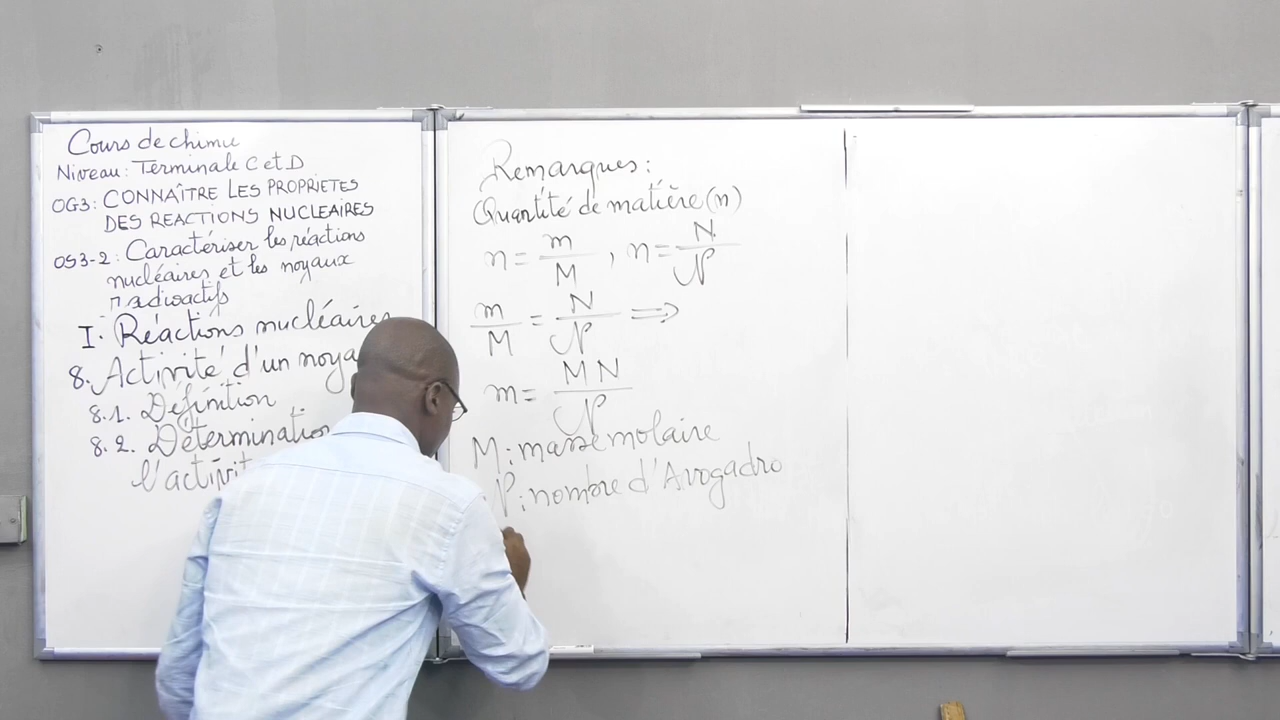 Cours de chimie
Niveau: Terminale C et D
OG3: CONNAÎTRE LES PROPRIETES
DES REACTIONS NUCLEAIRES
OS3-2: Caractériser les réactions
nucléaires et les noyaux
radioactifs
I. Réactions nucléaires
8. Activité d'un
8.1. Définition
8.2. Détermination
Remarques:
Quantité de matière (n)
n = m/M , n = N/𝒩
m/M = N/𝒩 ⟹
m = MN/𝒩
M: masse molaire
𝒩: nombre d'Avogadro